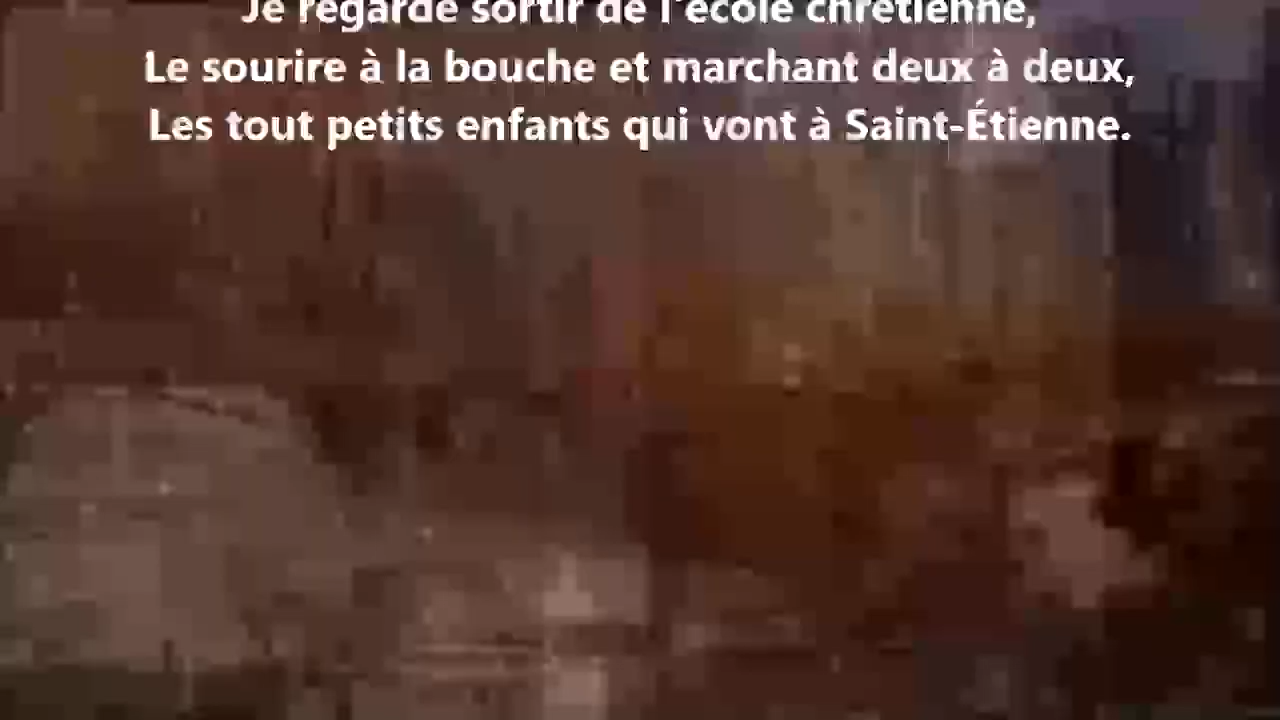 Je regarde sortir de l'école chrétienne,
Le sourire à la bouche et marchant deux à deux,
Les tout petits enfants qui vont à Saint-Étienne.